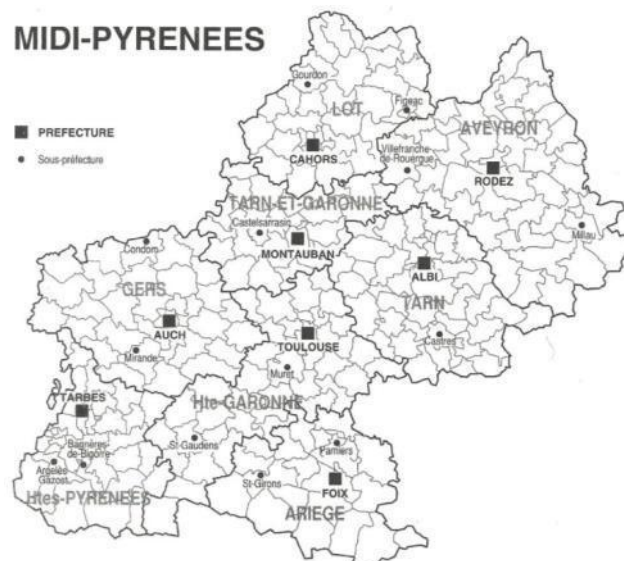 MIDI-PYRENEES
PREFECTURE
Sous-préfecture
Gourdon
LOT
Figeac
CAHORS
AVEYRON
Villefranche
de-Rouergue
RODEZ
Millau
TARN-ET-GARONNE
Castelsarrasin
MONTAUBAN
Condom
GERS
AUCH
Mirande
ALBI
TARN
Castres
TOULOUSE
Muret
Hte-GARONNE
St-Gaudens
TARBES
Bagnères-
de-Bigorre
Argelès
Gazost
Htes-PYRENEES
Pamiers
St-Girons
FOIX
ARIEGE